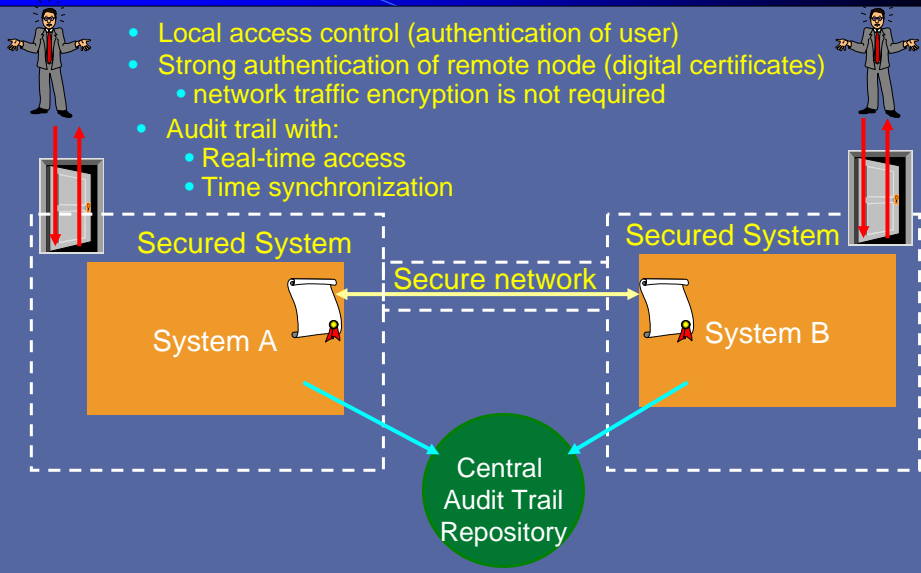 Local access control (authentication of user)
Strong authentication of remote node (digital certificates)
network traffic encryption is not required
Audit trail with:
Real-time access
Time synchronization
Secured System
Secured System
Secure network
System A
System B
Central
Audit Trail
Repository